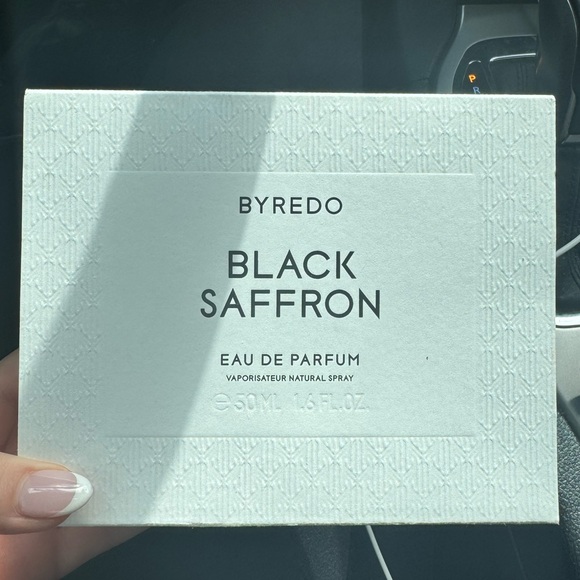 P
R
BYREDO
BLACK
SAFFRON
EAU DE PARFUM
VAPORISATEUR NATURAL SPRAY
℮ 50 ML 1.6 FL.OZ.